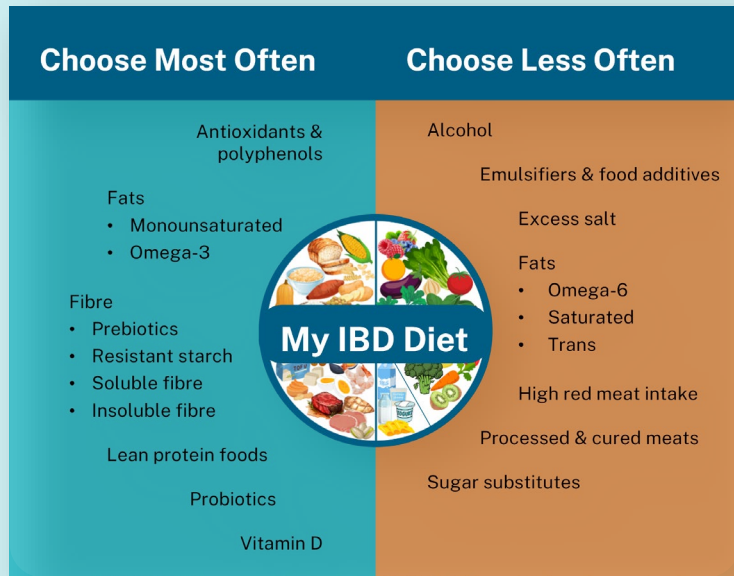 Choose Most Often
Antioxidants &
polyphenols
Fats
• Monounsaturated
• Omega-3
Fibre
• Prebiotics
• Resistant starch
• Soluble fibre
• Insoluble fibre
Lean protein foods
Probiotics
Vitamin D
My IBD Diet
Choose Less Often
Alcohol
Emulsifiers & food additives
Excess salt
Fats
• Omega-6
• Saturated
• Trans
High red meat intake
Processed & cured meats
Sugar substitutes